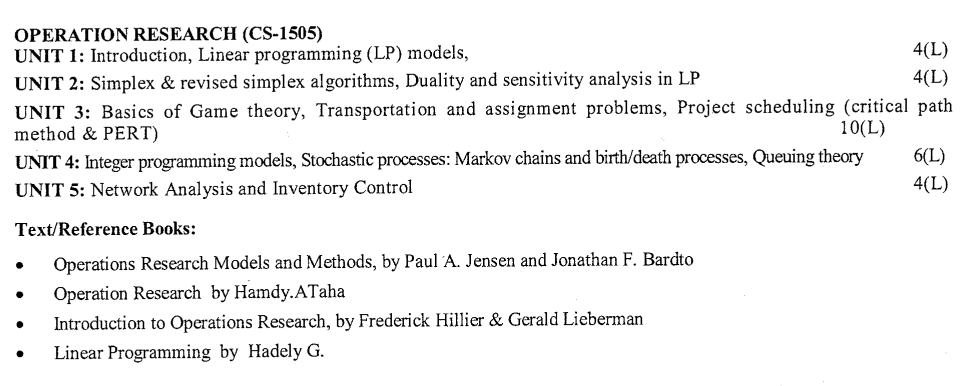 OPERATION RESEARCH (CS-1505)
UNIT 1: Introduction, Linear programming (LP) models, 4(L)
UNIT 2: Simplex & revised simplex algorithms, Duality and sensitivity analysis in LP 4(L)
UNIT 3: Basics of Game theory, Transportation and assignment problems, Project scheduling (critical path
method & PERT) 10(L)
UNIT 4: Integer programming models, Stochastic processes: Markov chains and birth/death processes, Queuing theory 6(L)
UNIT 5: Network Analysis and Inventory Control 4(L)
Text/Reference Books:
• Operations Research Models and Methods, by Paul A. Jensen and Jonathan F. Bardto
• Operation Research by Hamdy.ATaha
• Introduction to Operations Research, by Frederick Hillier & Gerald Lieberman
• Linear Programming by Hadely G.